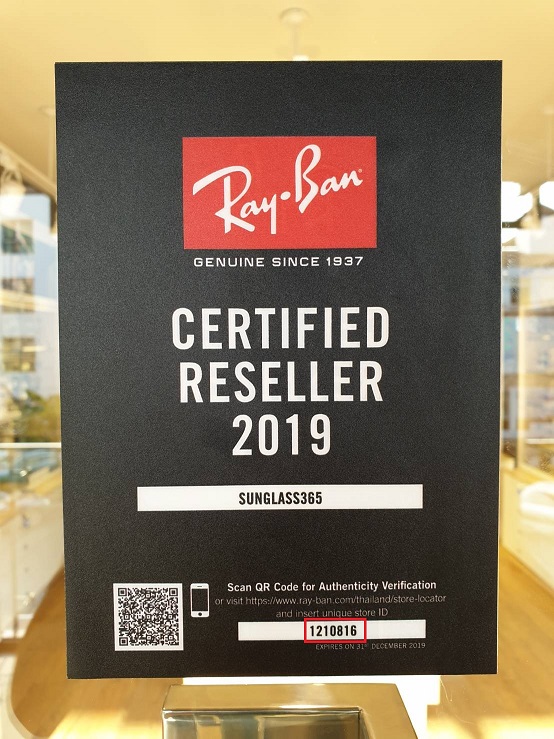 Ray-Ban
GENUINE SINCE 1937
CERTIFIED
RESELLER
2019
SUNGLASS365
Scan QR Code for Authenticity Verification
or visit https://www.ray-ban.com/thailand/store-locator
and insert unique store ID
1210816
EXPIRES ON 31ST DECEMBER 2019